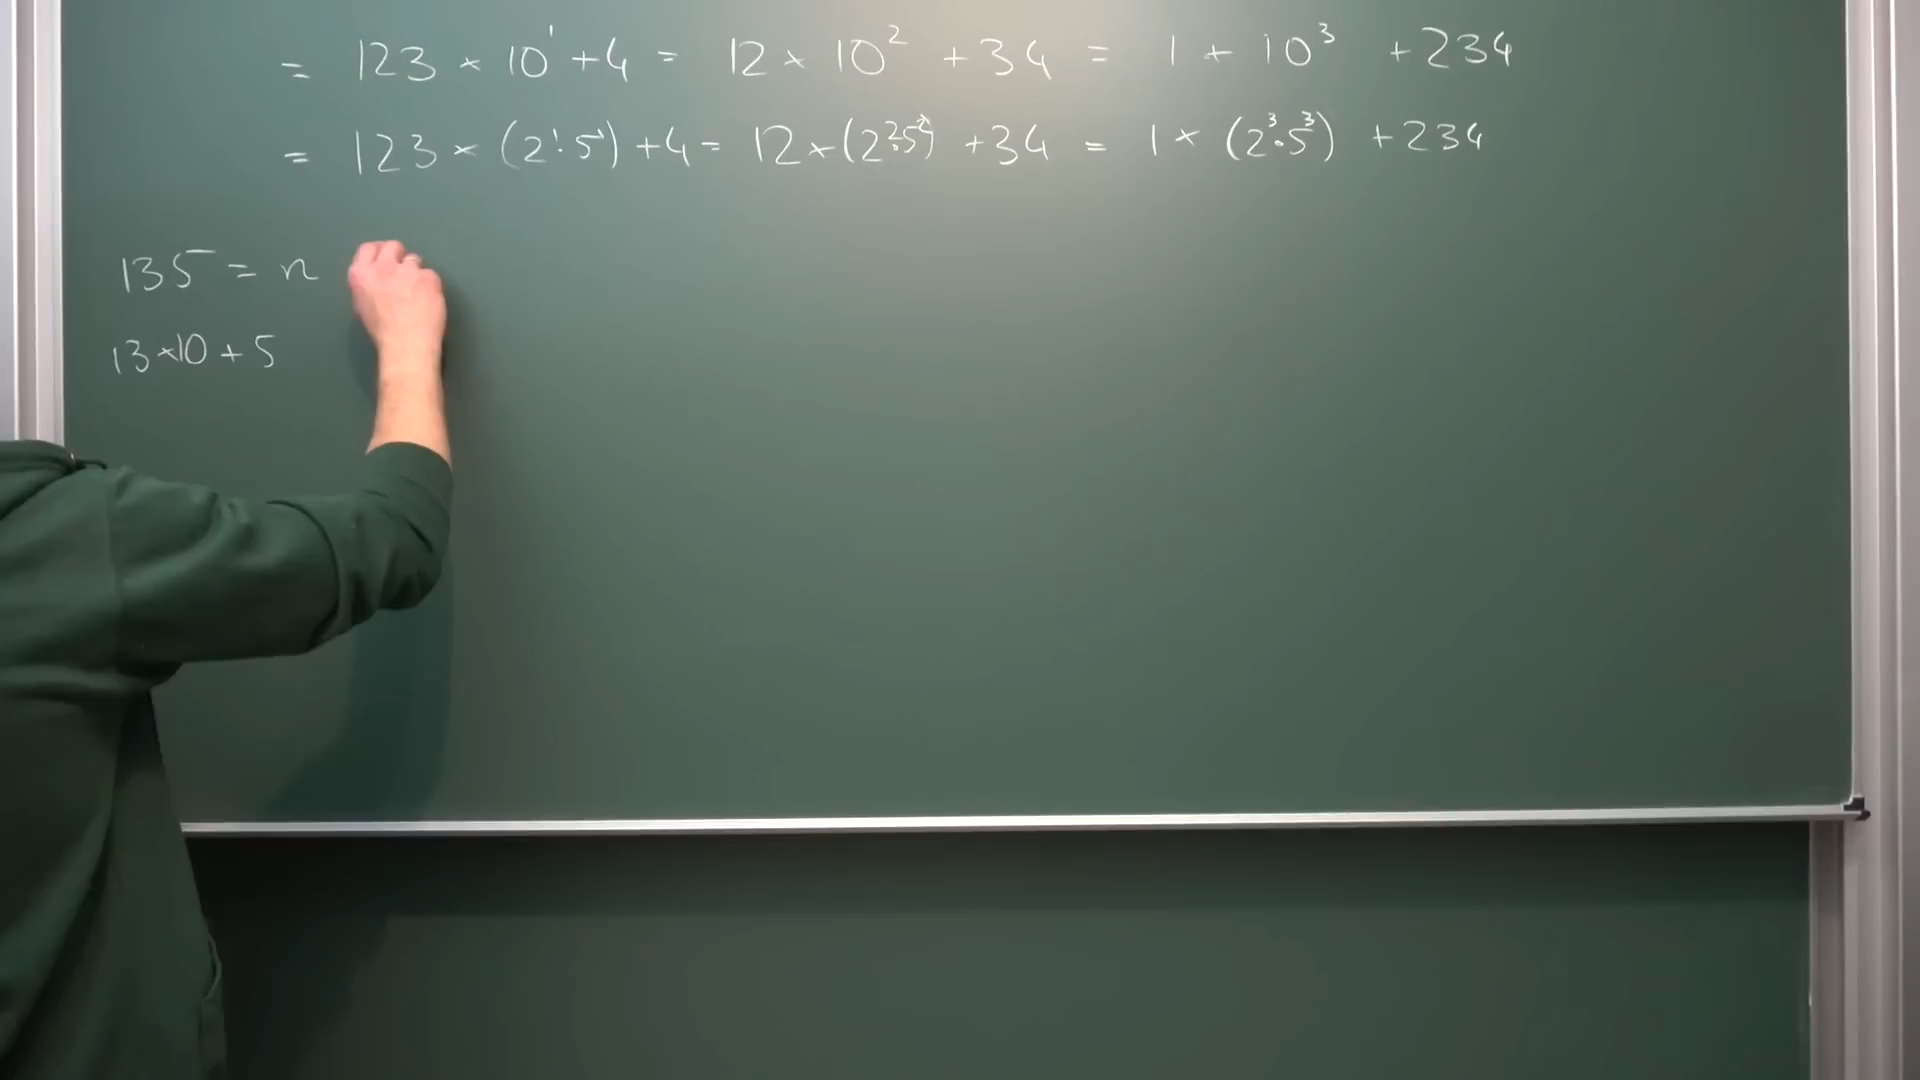 = 123 × 10¹ + 4 = 12 × 10² + 34 = 1 + 10³ + 234
= 123 × (2¹·5¹) + 4 = 12 × (2²·5²) + 34 = 1 × (2³·5³) + 234
135 = n
13 × 10 + 5